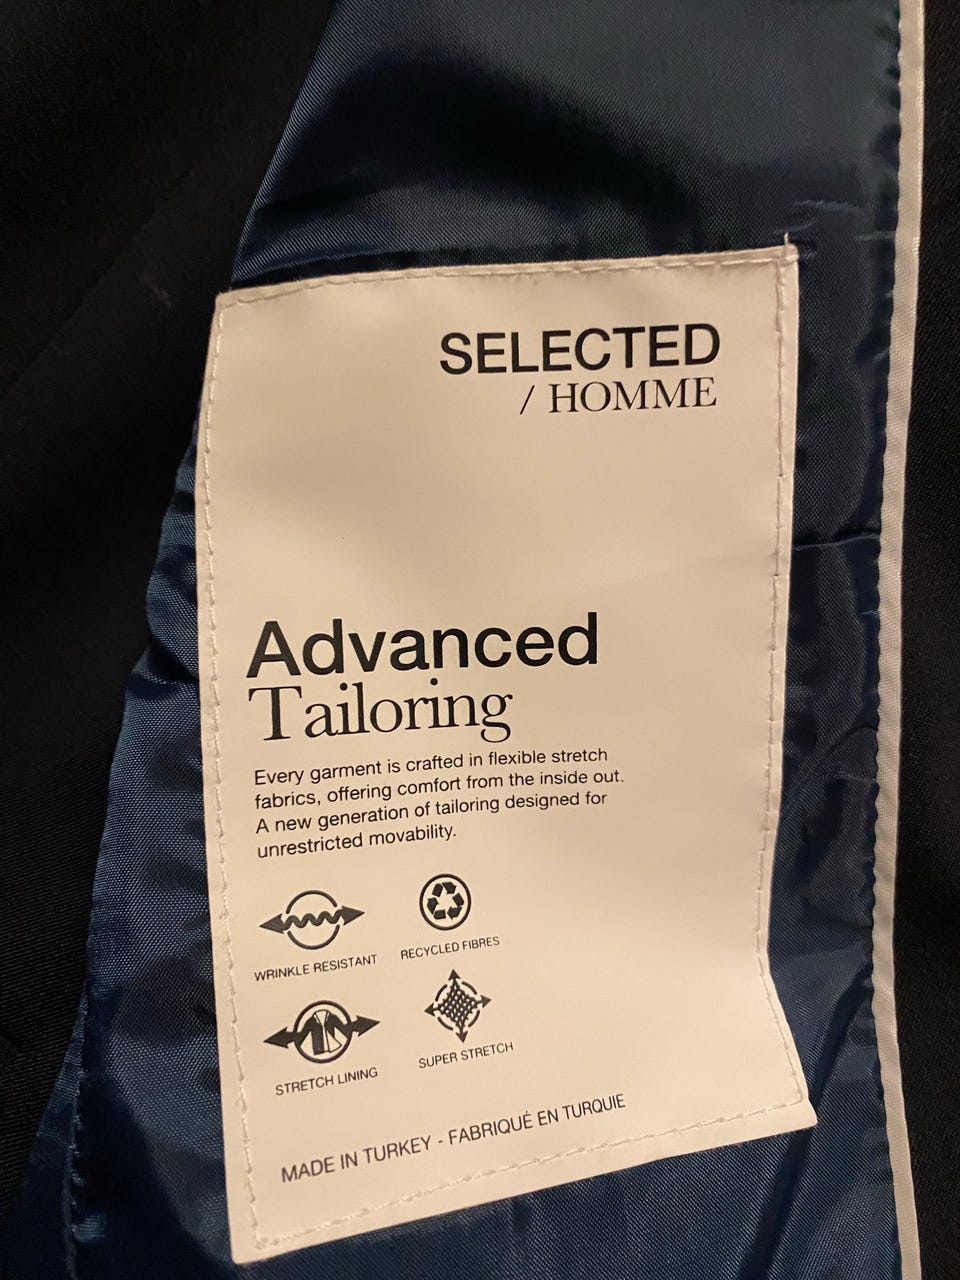 SELECTED
/ HOMME
Advanced
Tailoring
Every garment is crafted in flexible stretch
fabrics, offering comfort from the inside out.
A new generation of tailoring designed for
unrestricted movability.
WRINKLE RESISTANT
RECYCLED FIBRES
STRETCH LINING
SUPER STRETCH
MADE IN TURKEY - FABRIQUÉ EN TURQUIE